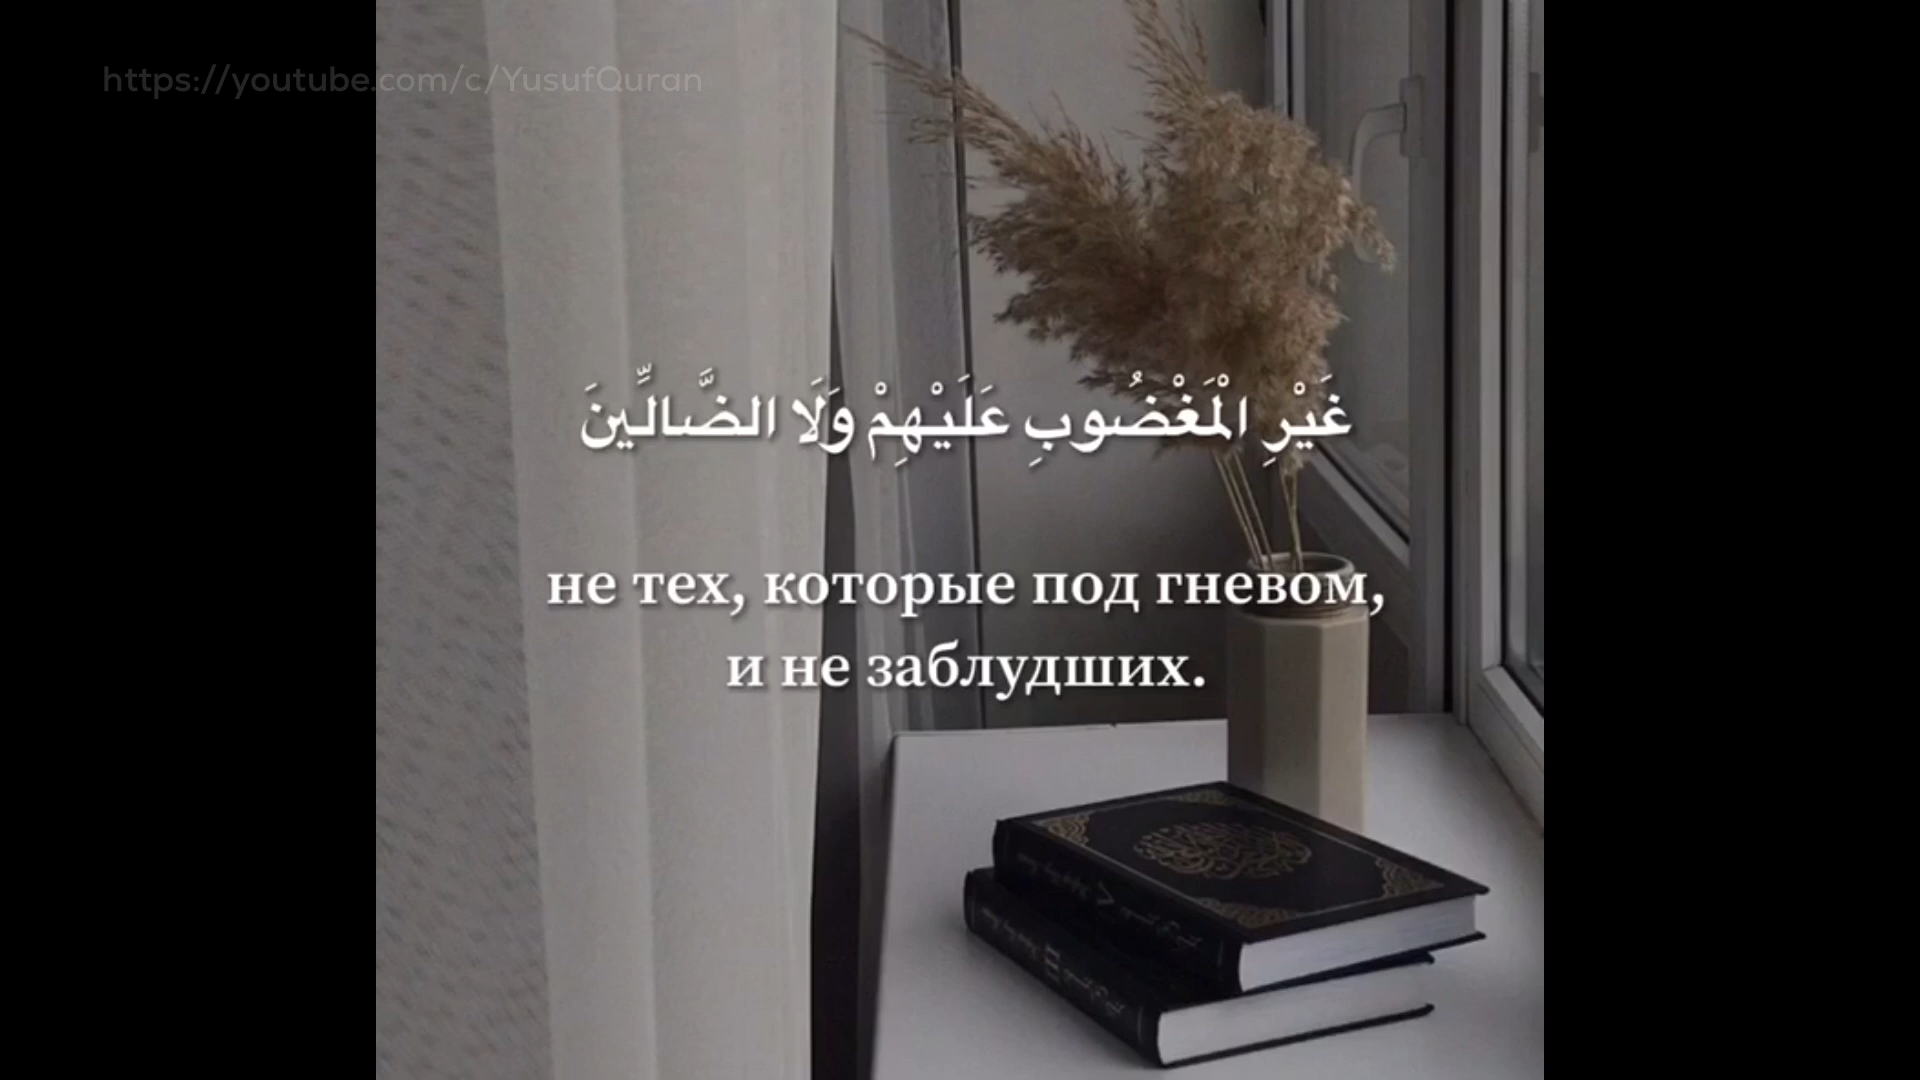 https://youtube.com/c/YusufQuran
غَيْرِ الْمَغْضُوبِ عَلَيْهِمْ وَلَا الضَّالِّينَ
не тех, которые под гневом,
и не заблудших.